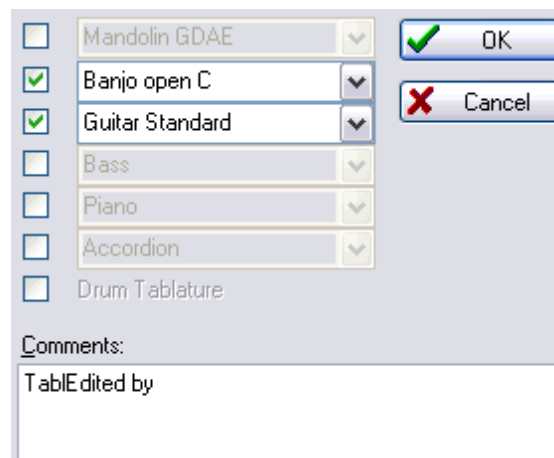 Mandolin GDAE
OK
Banjo open C
Cancel
Guitar Standard
Bass
Piano
Accordion
Drum Tablature
Comments:
TablEdited by